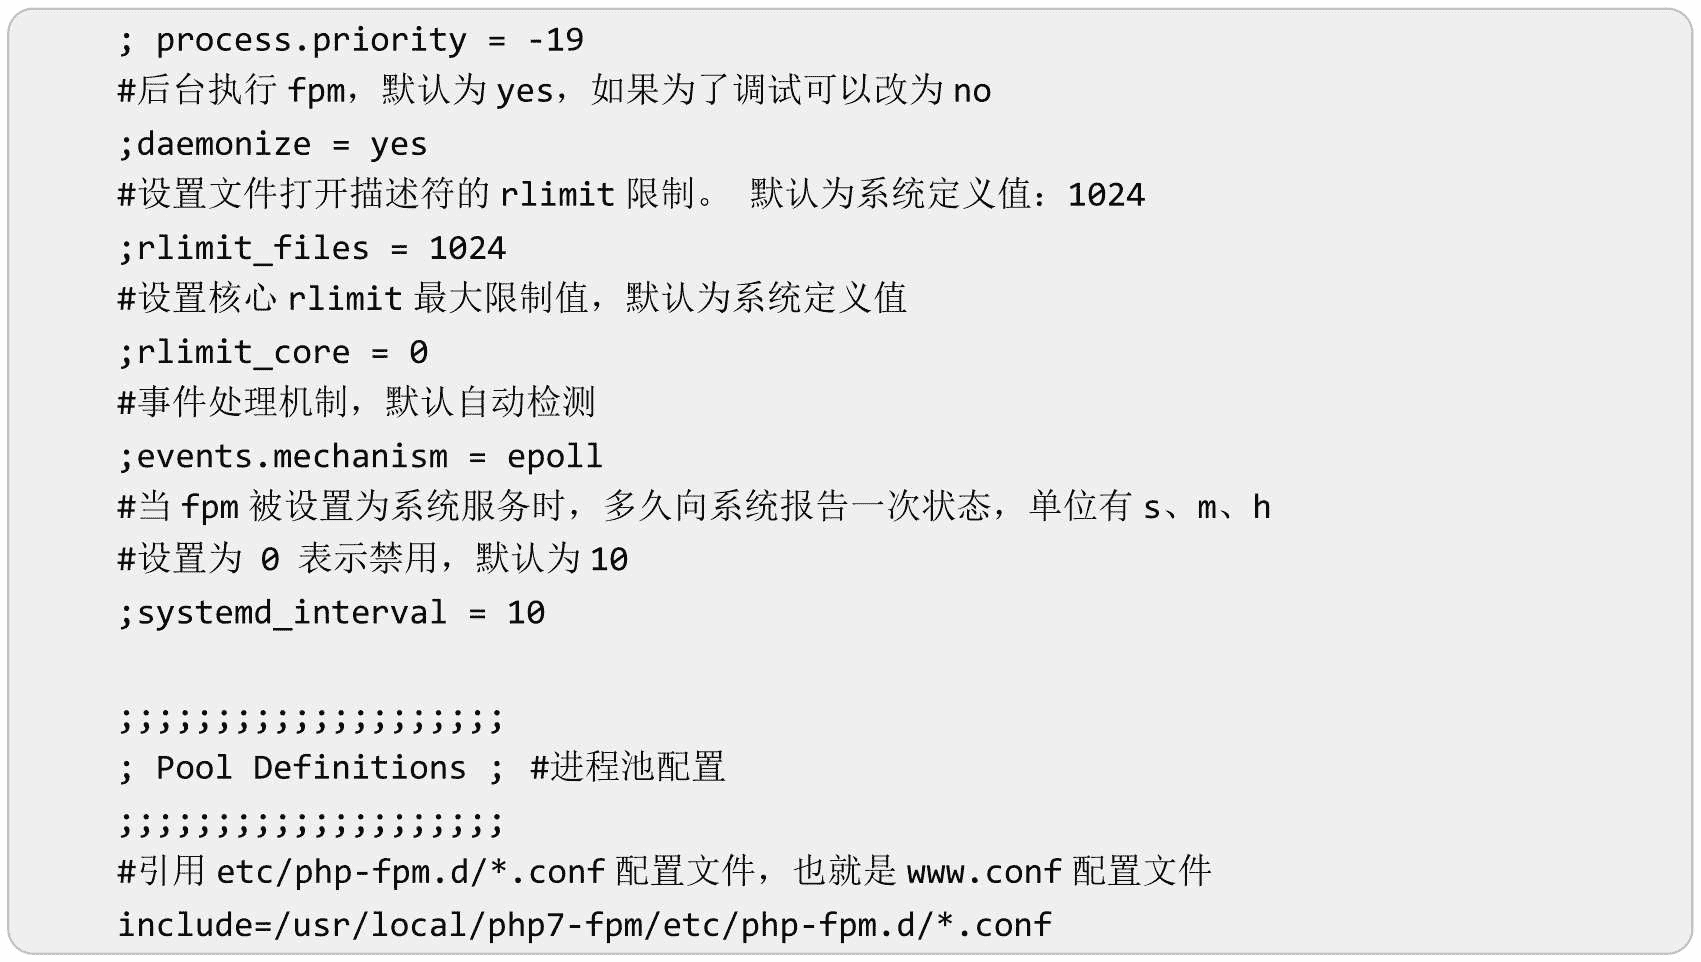 ; process.priority = -19
#后台执行 fpm，默认为 yes，如果为了调试可以改为 no
;daemonize = yes
#设置文件打开描述符的 rlimit 限制。 默认为系统定义值：1024
;rlimit_files = 1024
#设置核心 rlimit 最大限制值，默认为系统定义值
;rlimit_core = 0
#事件处理机制，默认自动检测
;events.mechanism = epoll
#当 fpm 被设置为系统服务时，多久向系统报告一次状态，单位有 s、m、h
#设置为 0 表示禁用，默认为 10
;systemd_interval = 10
;;;;;;;;;;;;;;;;;;;;
; Pool Definitions ; #进程池配置
;;;;;;;;;;;;;;;;;;;;
#引用 etc/php-fpm.d/*.conf 配置文件，也就是 www.conf 配置文件
include=/usr/local/php7-fpm/etc/php-fpm.d/*.conf